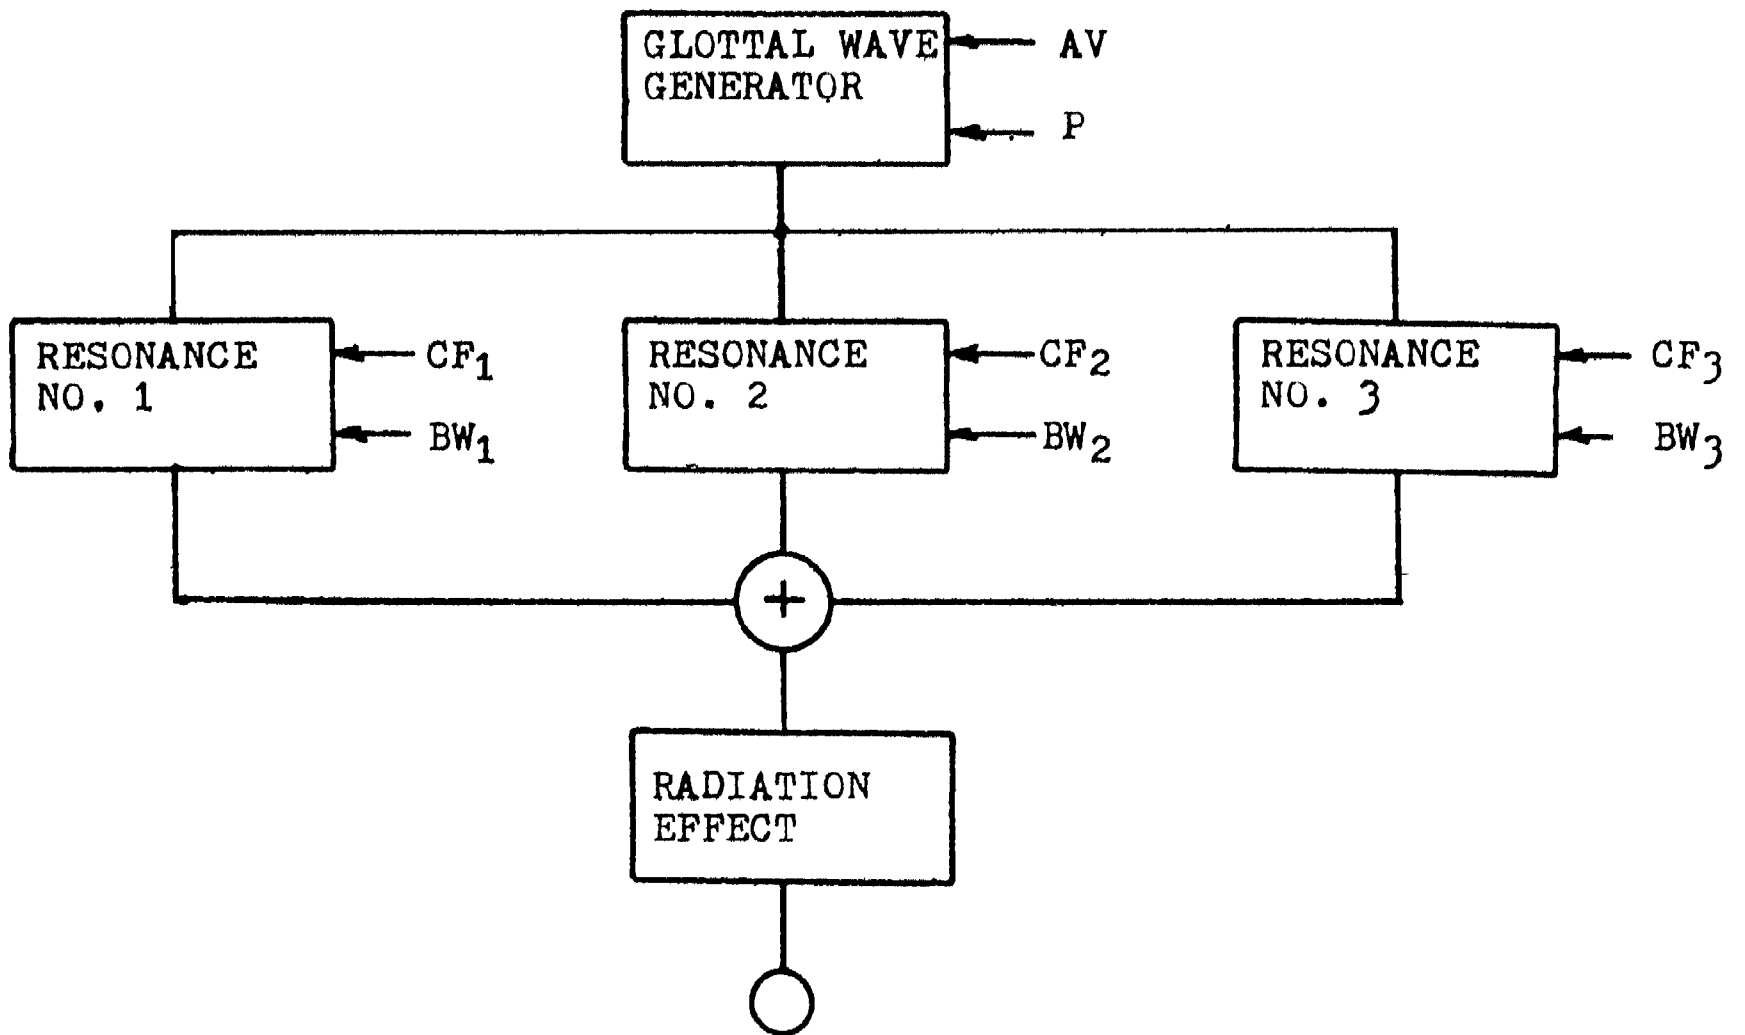 GLOTTAL WAVE
GENERATOR
AV
P
RESONANCE
NO. 1
CF1
BW1
RESONANCE
NO. 2
CF2
BW2
RESONANCE
NO. 3
CF3
BW3
+
RADIATION
EFFECT